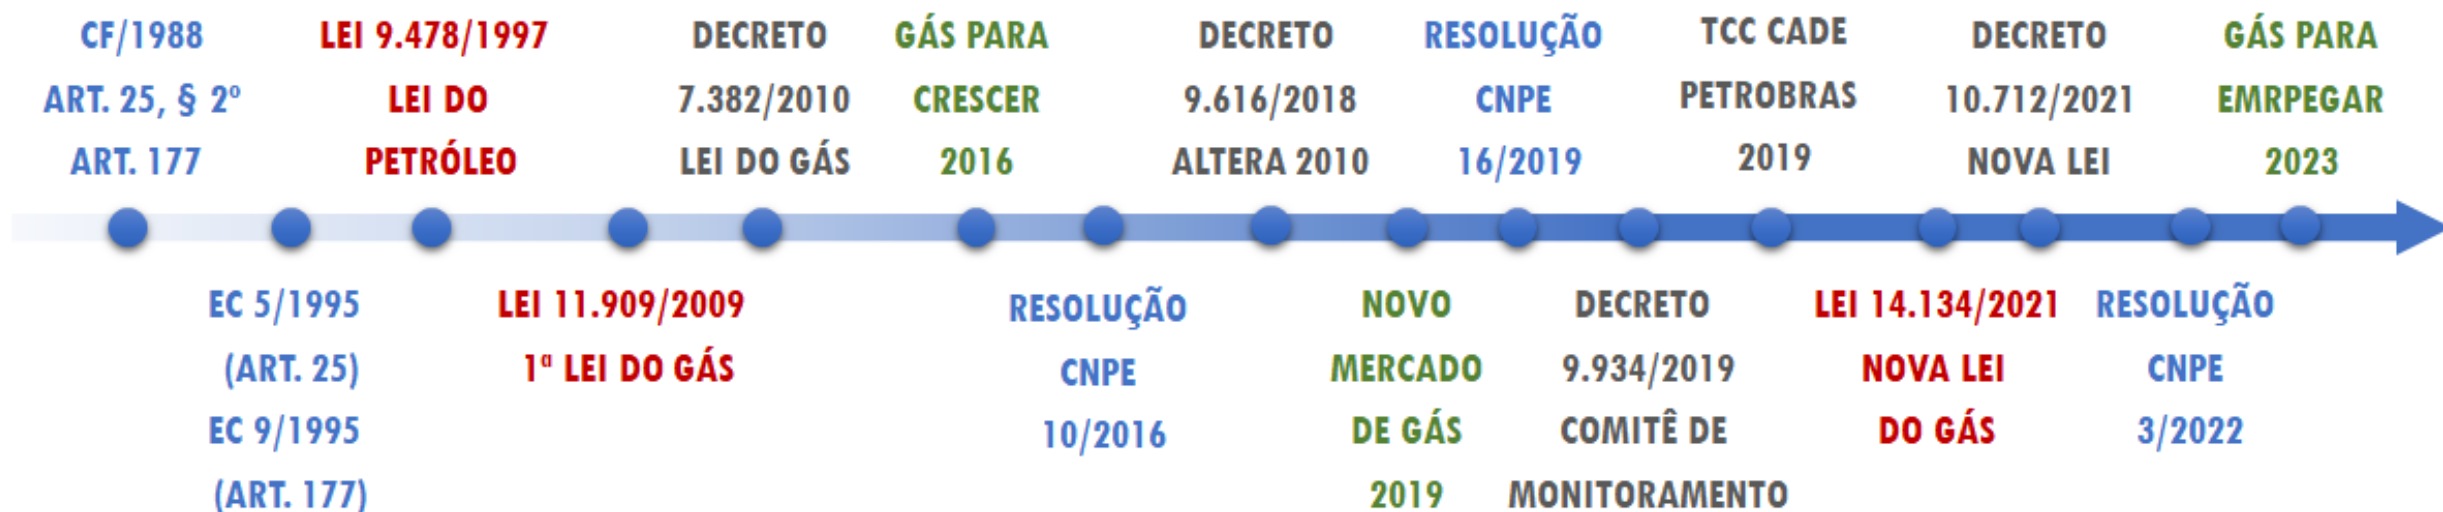 CF/1988
ART. 25, § 2º
ART. 177
LEI 9.478/1997
LEI DO
PETRÓLEO
DECRETO
7.382/2010
LEI DO GÁS
GÁS PARA
CRESCER
2016
DECRETO
9.616/2018
ALTERA 2010
RESOLUÇÃO
CNPE
16/2019
TCC CADE
PETROBRAS
2019
DECRETO
10.712/2021
NOVA LEI
GÁS PARA
EMRPEGAR
2023
EC 5/1995
(ART. 25)
EC 9/1995
(ART. 177)
LEI 11.909/2009
1ª LEI DO GÁS
RESOLUÇÃO
CNPE
10/2016
NOVO
MERCADO
DE GÁS
2019
DECRETO
9.934/2019
COMITÊ DE
MONITORAMENTO
LEI 14.134/2021
NOVA LEI
DO GÁS
RESOLUÇÃO
CNPE
3/2022